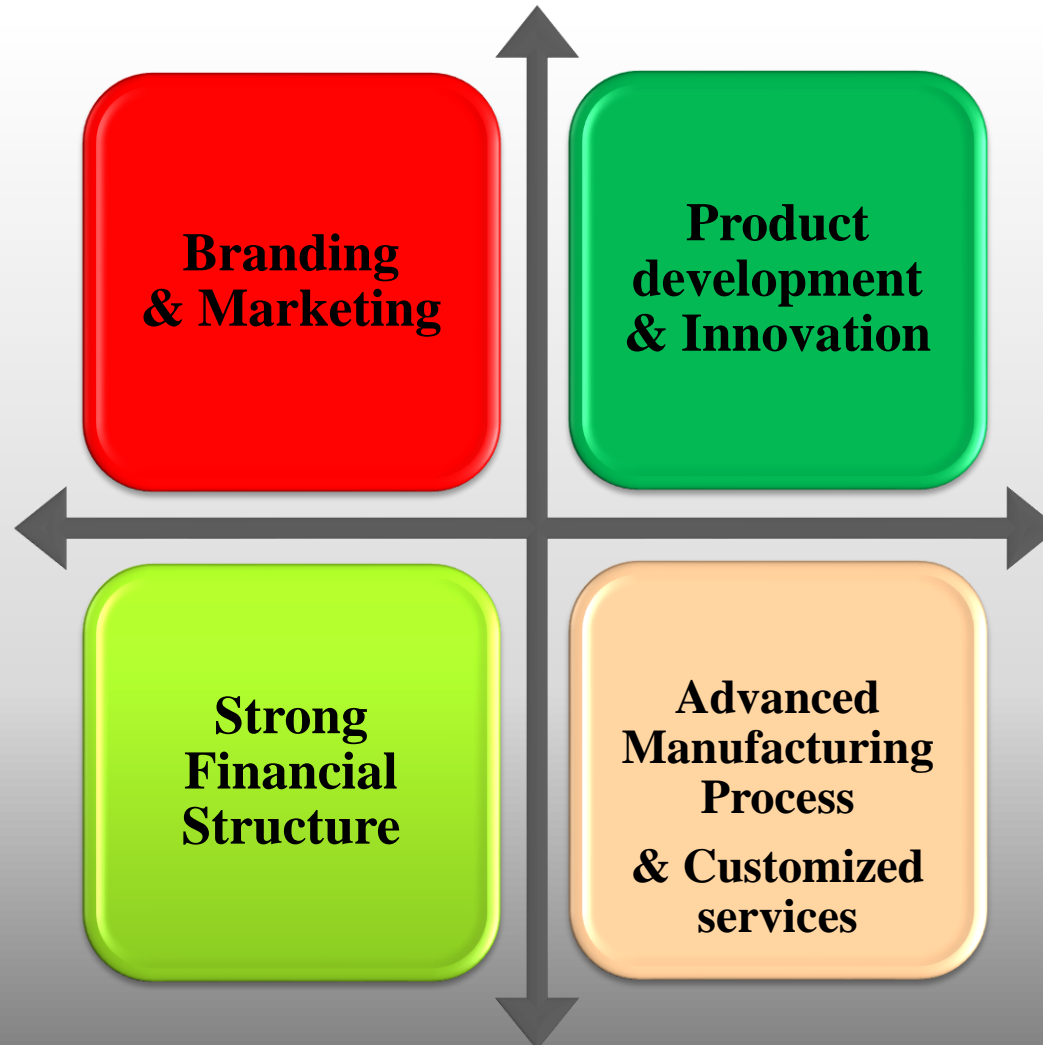 Branding
& Marketing
Product
development
& Innovation
Strong
Financial
Structure
Advanced
Manufacturing
Process
& Customized
services